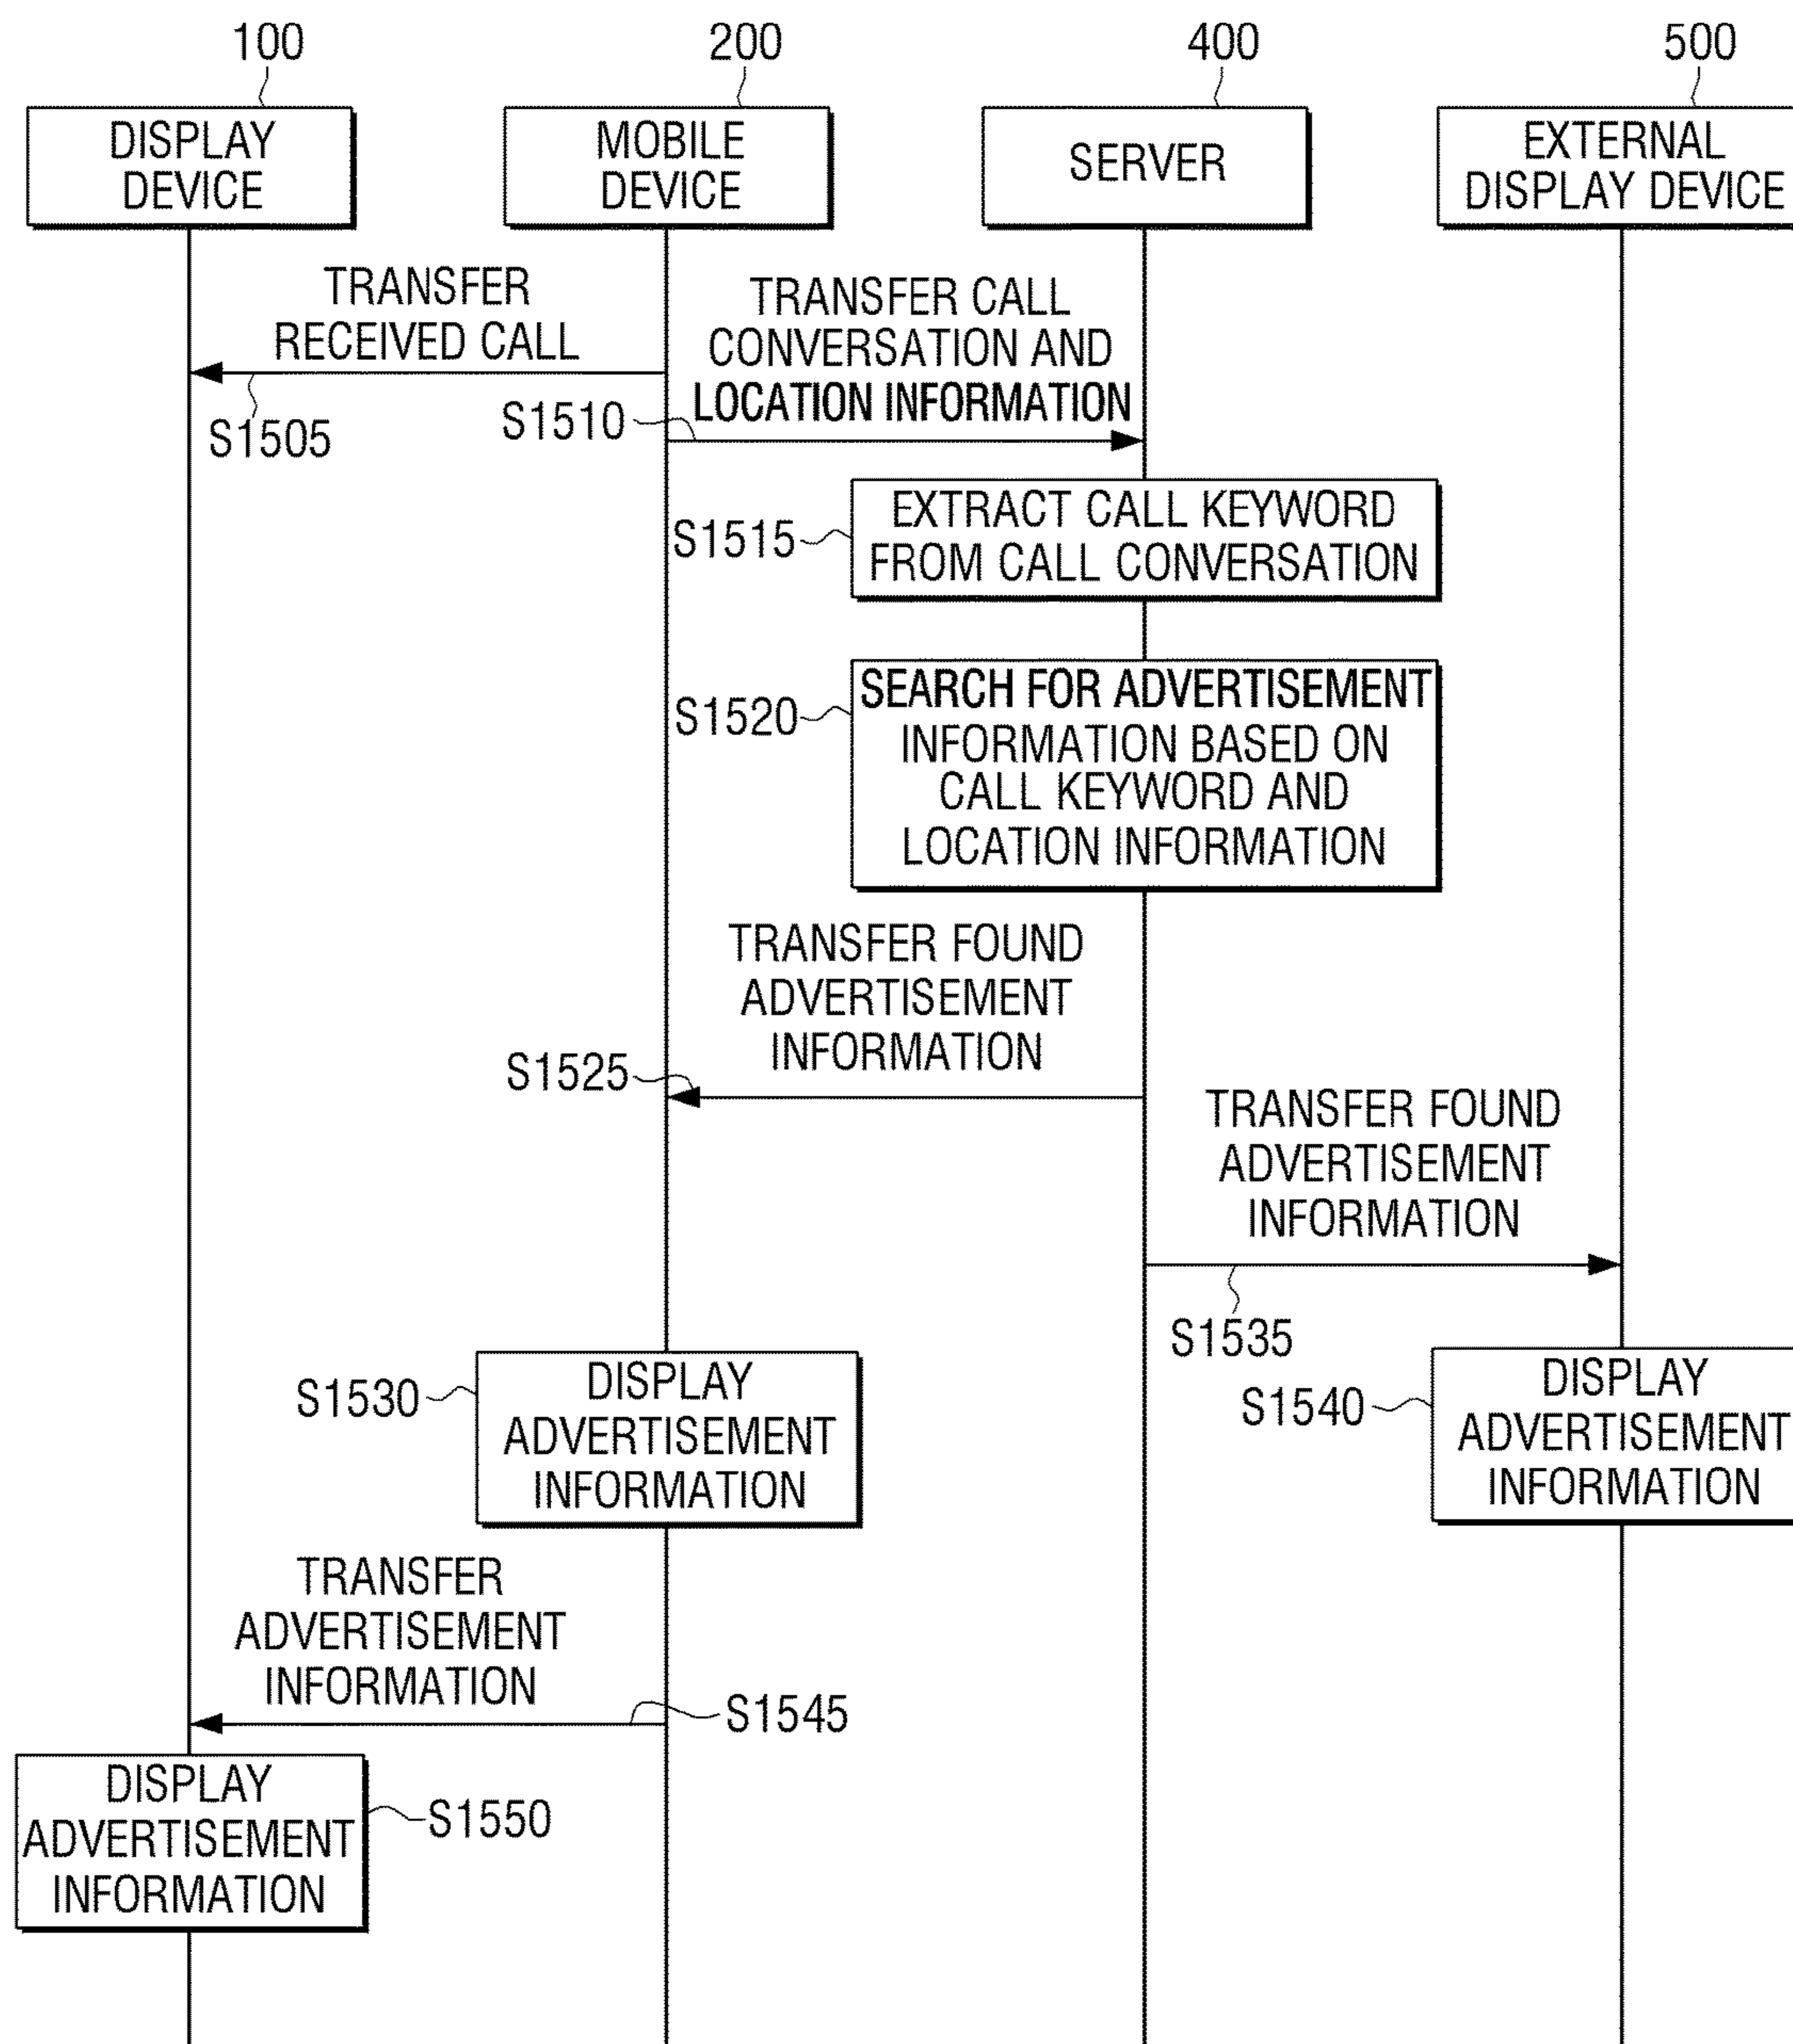 100
200
400
500
DISPLAY
DEVICE
MOBILE
DEVICE
SERVER
EXTERNAL
DISPLAY DEVICE
TRANSFER
RECEIVED CALL
S1505
TRANSFER CALL
CONVERSATION AND
LOCATION INFORMATION
S1510
S1515
EXTRACT CALL KEYWORD
FROM CALL CONVERSATION
S1520
SEARCH FOR ADVERTISEMENT
INFORMATION BASED ON
CALL KEYWORD AND
LOCATION INFORMATION
TRANSFER FOUND
ADVERTISEMENT
INFORMATION
S1525
TRANSFER FOUND
ADVERTISEMENT
INFORMATION
S1535
S1530
DISPLAY
ADVERTISEMENT
INFORMATION
S1540
DISPLAY
ADVERTISEMENT
INFORMATION
TRANSFER
ADVERTISEMENT
INFORMATION
S1545
DISPLAY
ADVERTISEMENT
INFORMATION
S1550